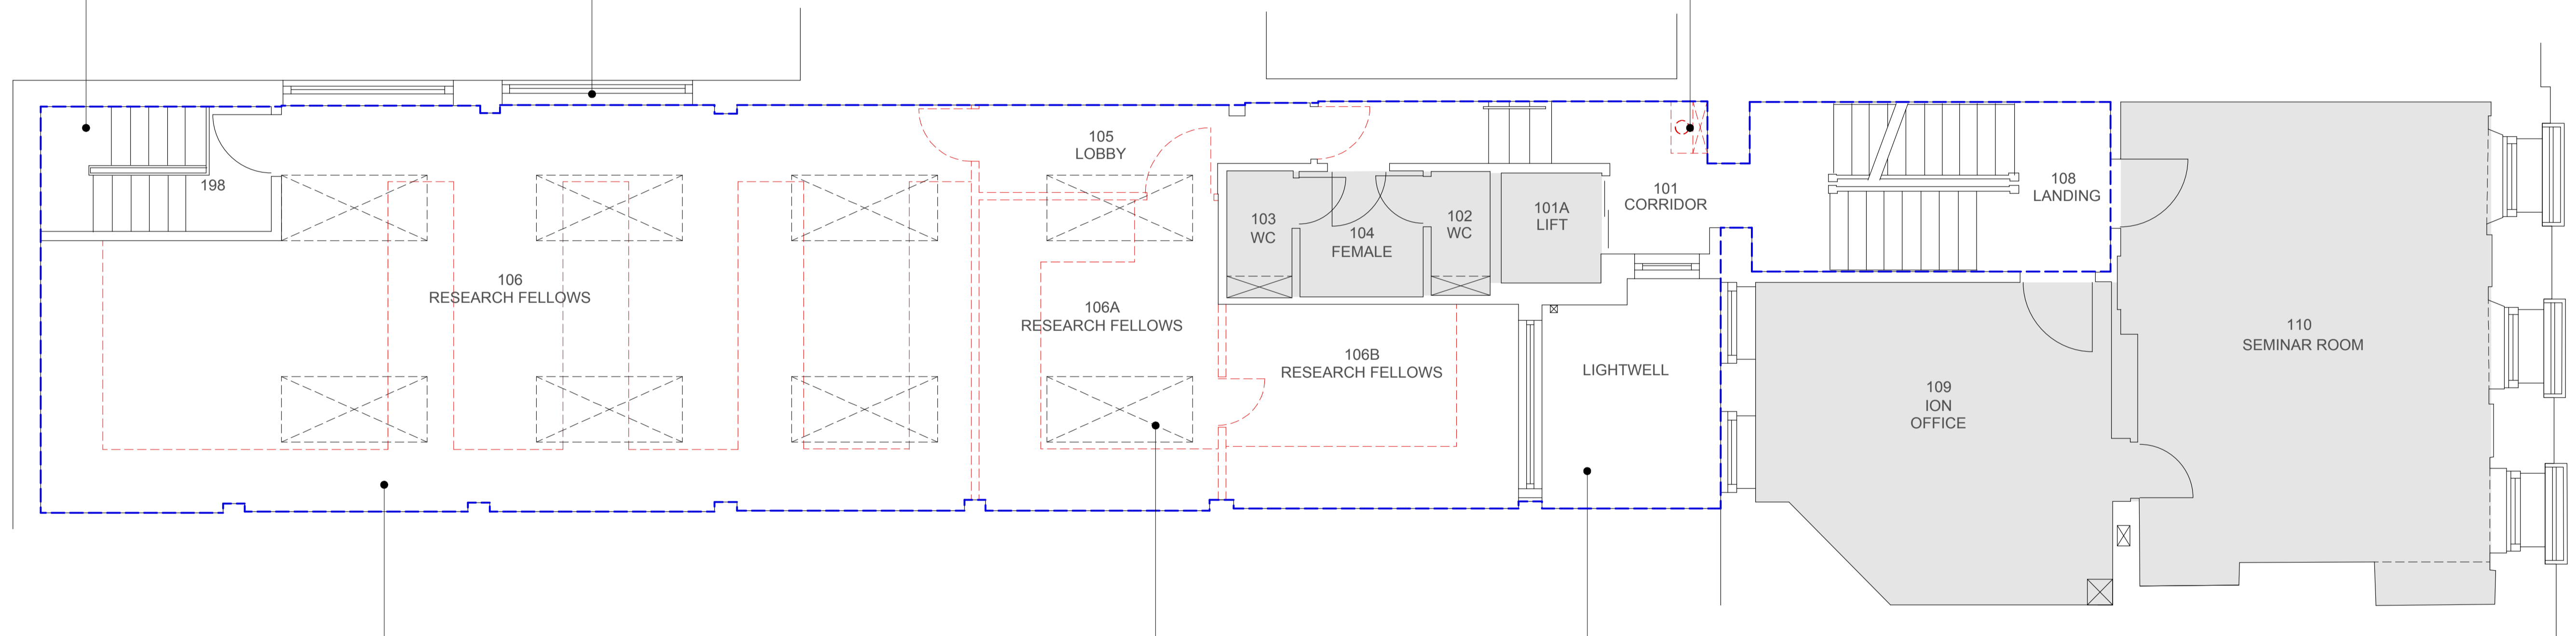 198
106
RESEARCH FELLOWS
105
LOBBY
106A
RESEARCH FELLOWS
103
WC
104
FEMALE
102
WC
101A
LIFT
101
CORRIDOR
106B
RESEARCH FELLOWS
LIGHTWELL
108
LANDING
109
ION
OFFICE
110
SEMINAR ROOM